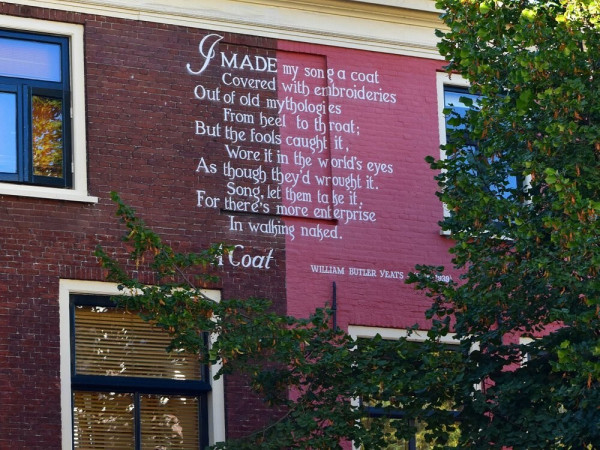 I MADE my song a coat
Covered with embroideries
Out of old mythologies
From heel to throat;
But the fools caught it,
Wore it in the world's eyes
As though they'd wrought it.
Song, let them take it,
For there's more enterprise
In walking naked.
A Coat
WILLIAM BUTLER YEATS